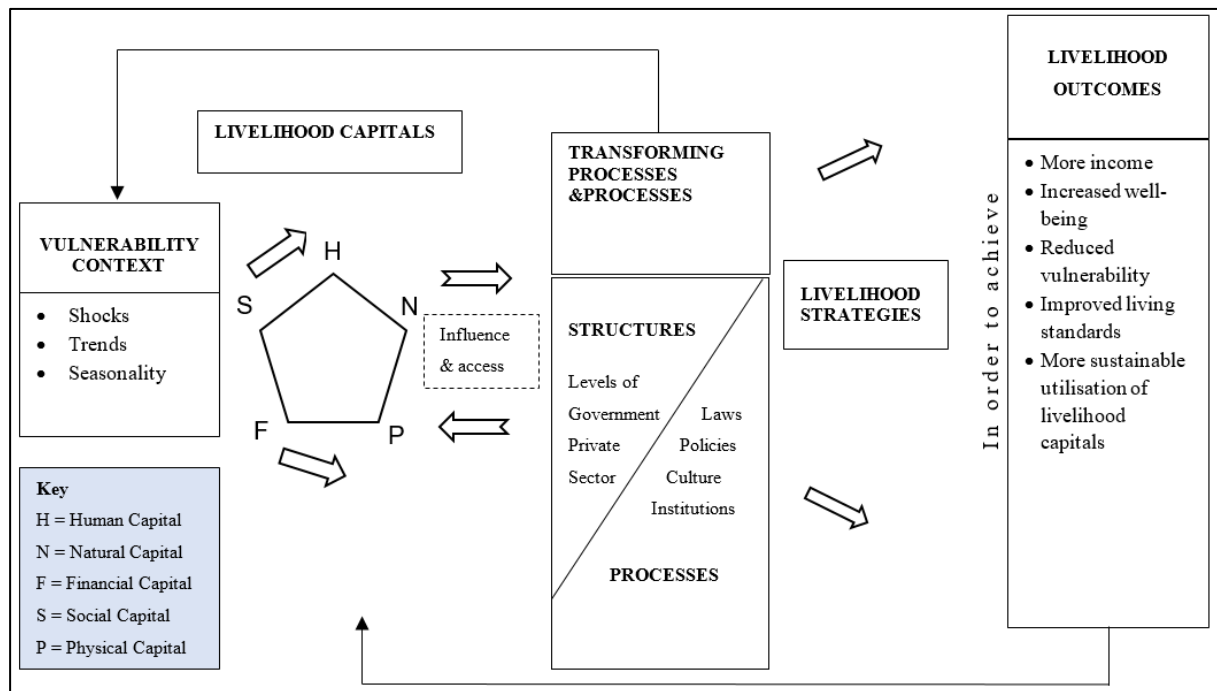 LIVELIHOOD CAPITALS
VULNERABILITY
CONTEXT
• Shocks
• Trends
• Seasonality
Key
H = Human Capital
N = Natural Capital
F = Financial Capital
S = Social Capital
P = Physical Capital
H
S
N
F
P
Influence
& access
TRANSFORMING
PROCESSES
&PROCESSES
STRUCTURES
Levels of
Government
Private
Sector
Laws
Policies
Culture
Institutions
PROCESSES
LIVELIHOOD
STRATEGIES
In order to achieve
LIVELIHOOD
OUTCOMES
• More income
• Increased well-
being
• Reduced
vulnerability
• Improved living
standards
• More sustainable
utilisation of
livelihood
capitals